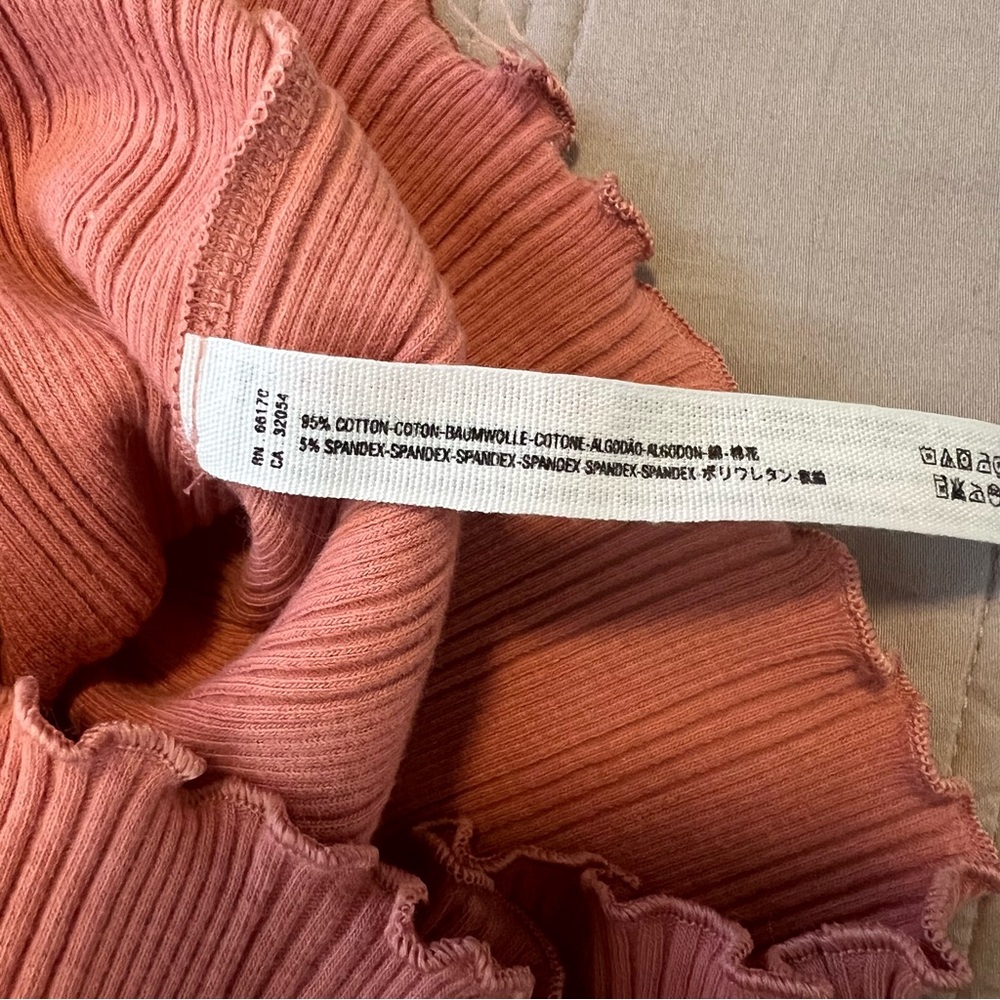 RN 66170
CA 32054
95% COTTON-COTON-BAUMWOLLE-COTONE-ALGODÃO-ALGODON-綿-棉花
5% SPANDEX-SPANDEX-SPANDEX-SPANDEX-SPANDEX-SPANDEX-ポリウレタン-氨綸